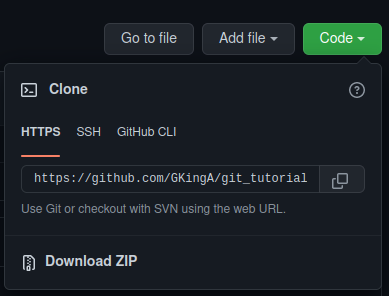 Go to file Add file Code
Clone
HTTPS SSH GitHub CLI
https://github.com/GKingA/git_tutorial
Use Git or checkout with SVN using the web URL.
Download ZIP